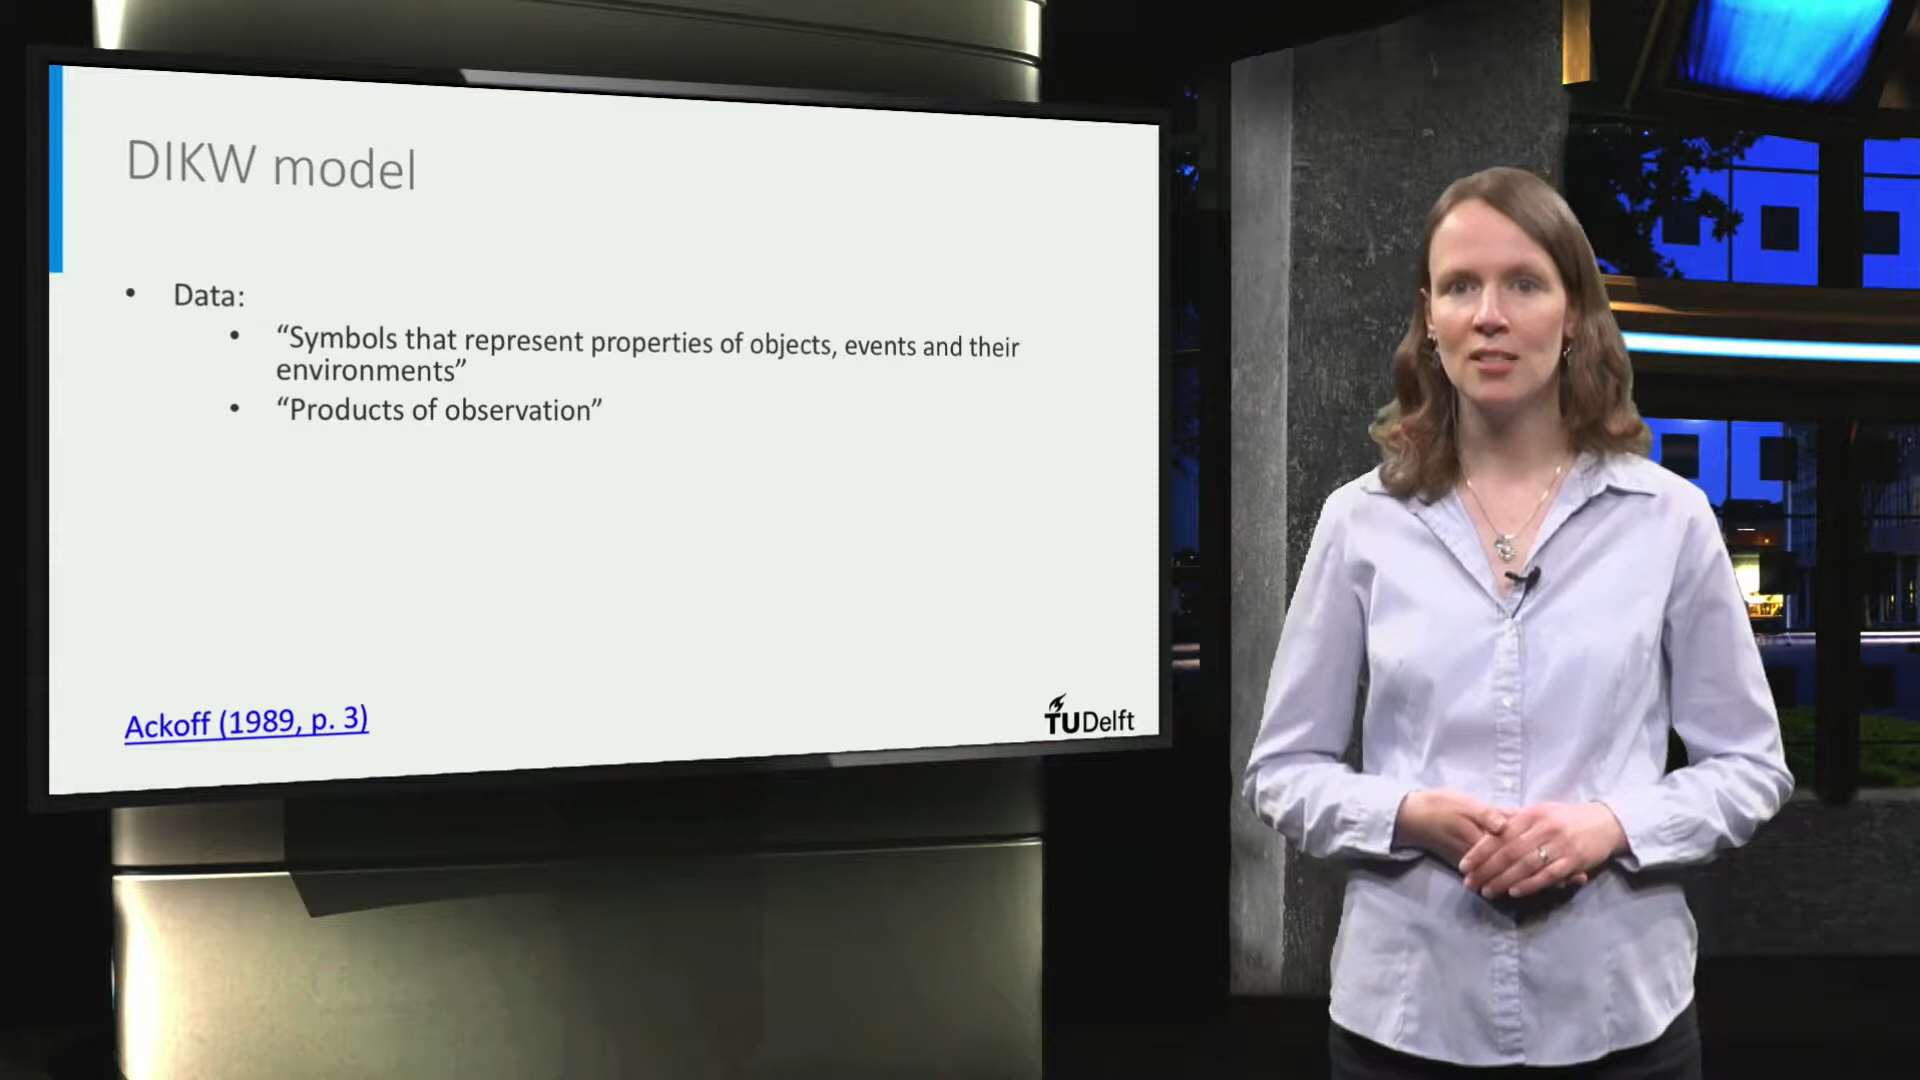 DIKW model
• Data:
• “Symbols that represent properties of objects, events and their
environments”
• “Products of observation”
Ackoff (1989, p. 3)
TUDelft